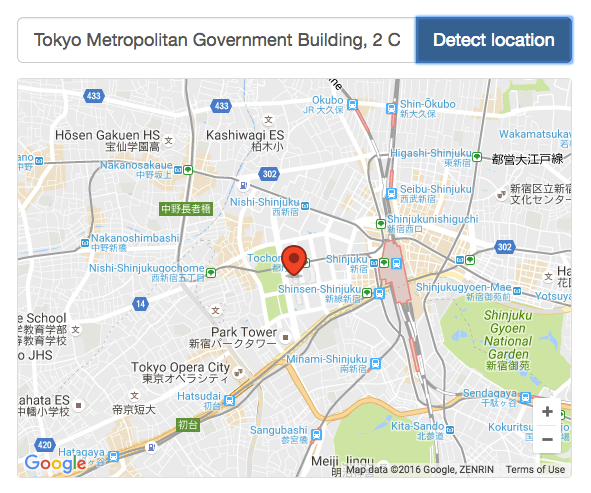 Tokyo Metropolitan Government Building, 2 C
Detect location
433
433
Okubo
JR 大久保
Shin-Ōkubo
新大久保
Hōsen Gakuen HS
宝仙学園高
Kashiwagi ES
柏木小
Wakamatsukawa
Higashi-Shinjuku
東新宿
都営大江戸線
Nakanosakaue
中野坂上
302
Seibu-Shinjuku
西武新宿
新宿区立新宿
文化センター
Nishi-Shinjuku
西新宿
中野長者橋
Shinjukunishiguchi
新宿西口
Nakanoshimbashi
中野新橋
302
Nishi-Shinjukugochome
西新宿五丁目
Tochom
Shinjuku
新宿
Shinsen-Shinjuku
新線新宿
Shinjukugyoen-Mae
新宿御苑前
Yotsuya
14
e School
教育学部
等教育学校
o JHS
Park Tower
新宿パークタワー
Shinjuku
Gyoen
National
Garden
新宿御苑
Tokyo Opera City
東京オペラシティ
Minami-Shinjuku
南新宿
Hatsudai
初台
Sendagaya
千駄ヶ谷
ahata ES
中幡小学校
帝京短大
初台
+
−
420
Hatagaya
幡ヶ谷
Sangubashi
参宮橋
Kita-Sando
北参道
Kokuritsu
Meiji Jingu
明治神宮
Google
Map data ©2016 Google, ZENRIN
Terms of Use